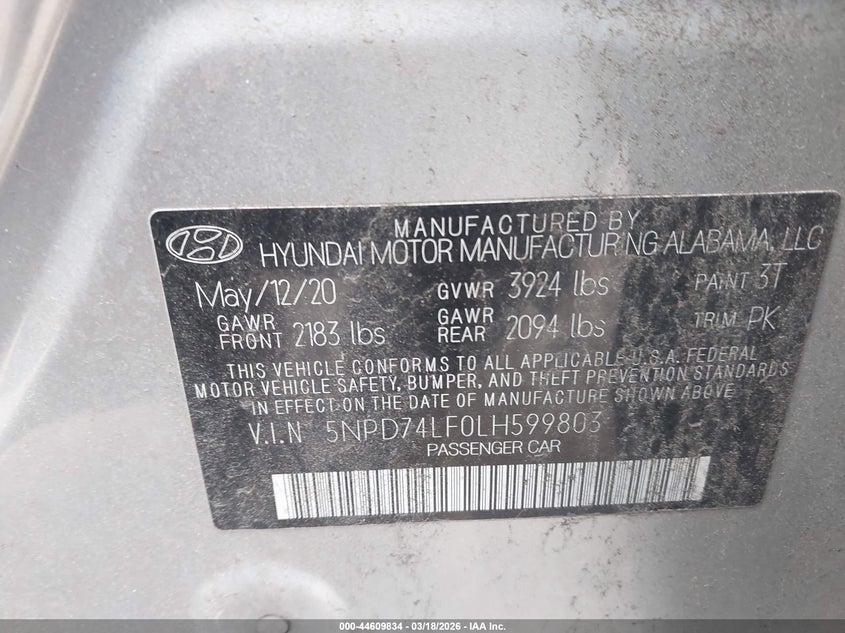 MANUFACTURED BY
HYUNDAI MOTOR MANUFACTURING ALABAMA, LLC
May/12/20 GVWR 3924 lbs PAINT 3T
GAWR FRONT 2183 lbs GAWR REAR 2094 lbs TRIM PK
THIS VEHICLE CONFORMS TO ALL APPLICABLE U.S.A. FEDERAL
MOTOR VEHICLE SAFETY, BUMPER, AND THEFT PREVENTION STANDARDS
IN EFFECT ON THE DATE OF MANUFACTURE SHOWN ABOVE
V.I.N 5NPD74LF0LH599803
PASSENGER CAR
000-44609834 — 03/18/2026 — IAA Inc.